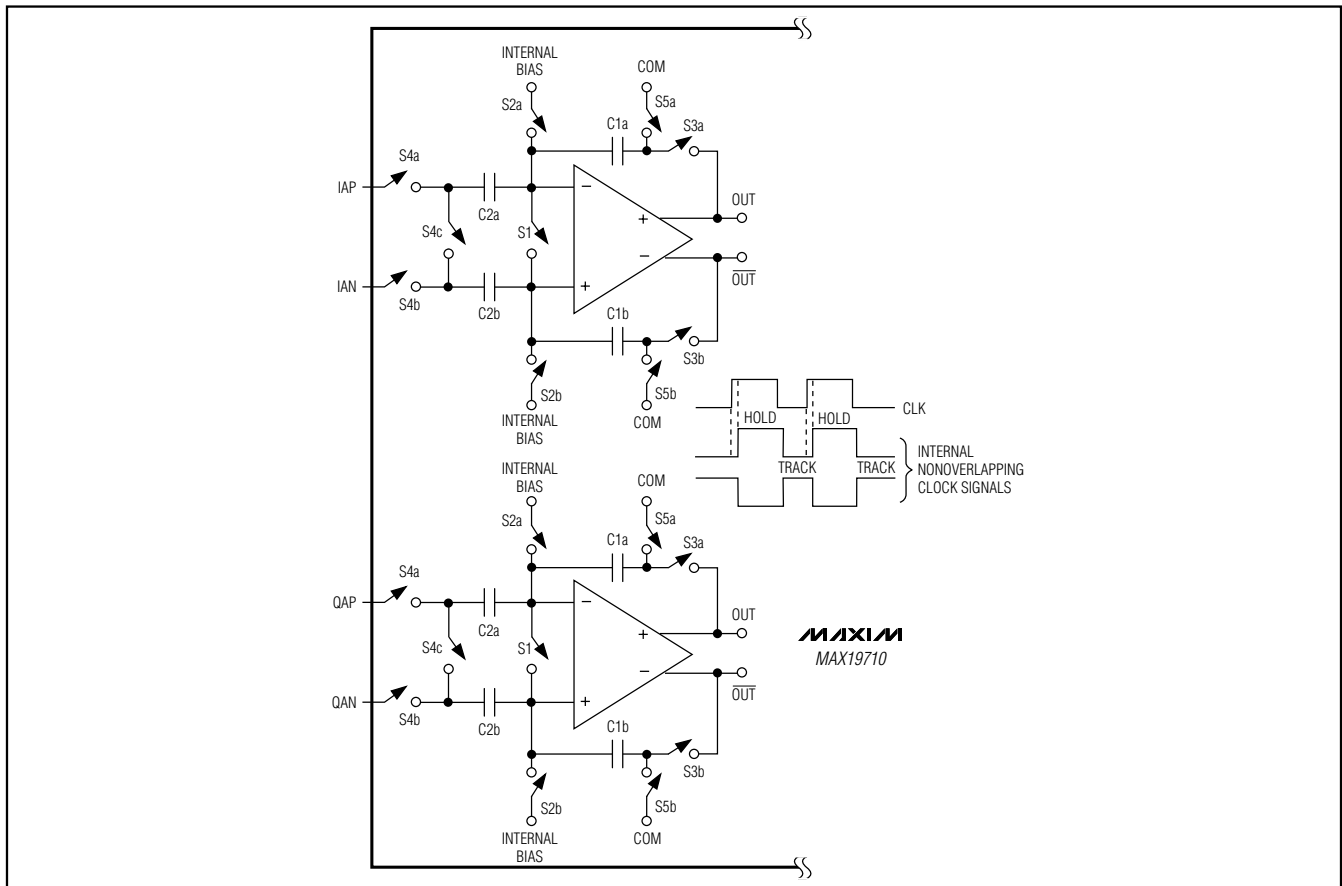 INTERNAL
BIAS
COM
S2a
S5a
C1a
S3a
S4a
IAP
C2a
−
+
OUT
S4c
S1
−
OUT
IAN
+
S4b
C2b
C1b
S3b
S2b
S5b
INTERNAL
BIAS
COM
CLK
HOLD
HOLD
TRACK
TRACK
INTERNAL
NONOVERLAPPING
CLOCK SIGNALS
INTERNAL
BIAS
COM
S2a
S5a
C1a
S3a
S4a
QAP
C2a
−
+
OUT
S4c
S1
−
OUT
QAN
+
S4b
C2b
C1b
S3b
S2b
S5b
INTERNAL
BIAS
COM
MAXIM
MAX19710